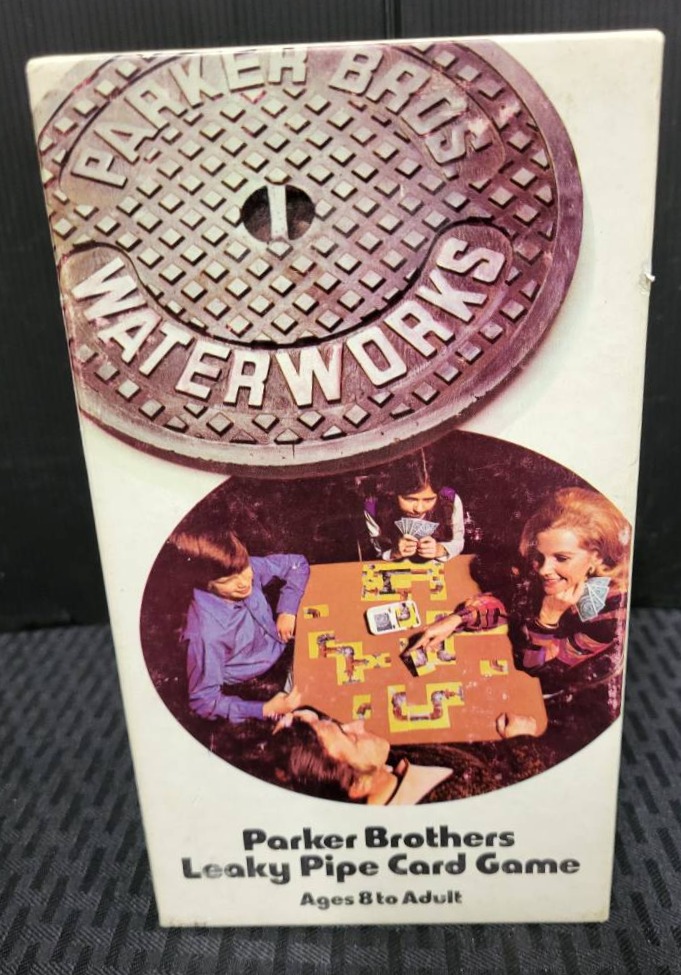 PARKER BROS
WATERWORKS
Parker Brothers
Leaky Pipe Card Game
Ages 8 to Adult